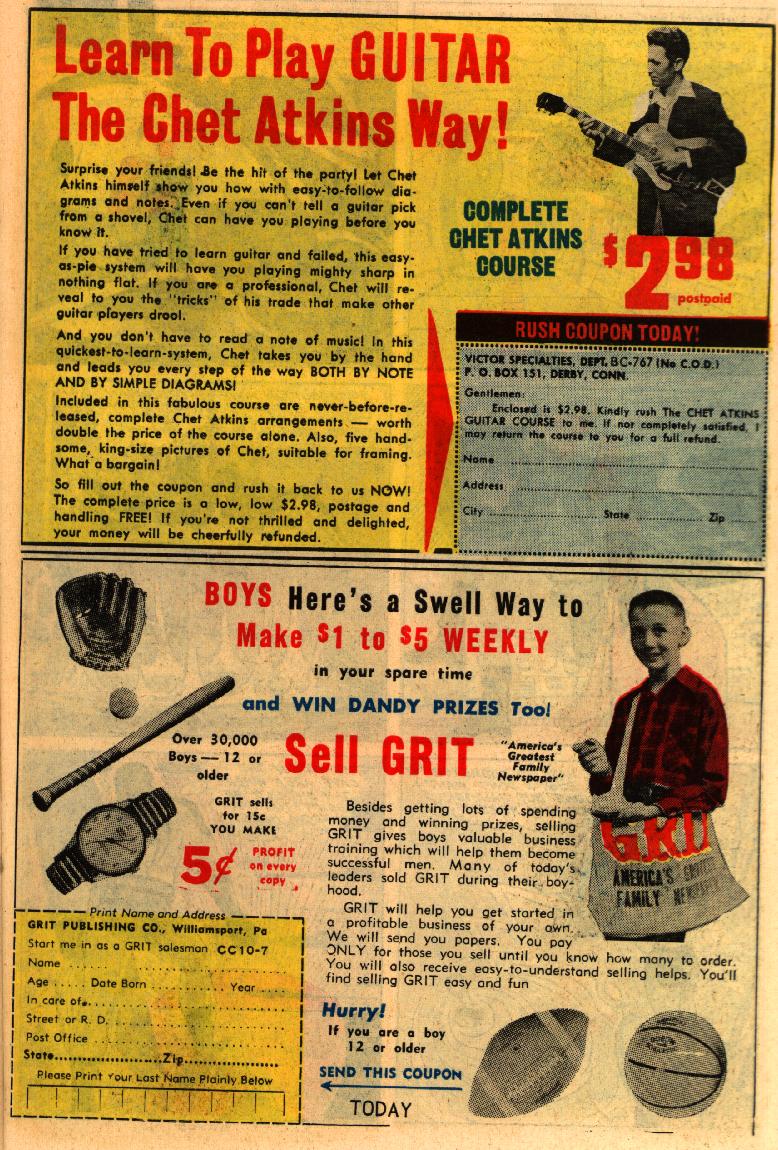 Learn To Play GUITAR
The Chet Atkins Way!
Surprise your friends! Be the hit of the party! Let Chet
Atkins himself show you how with easy-to-follow dia-
grams and notes. Even if you can't tell a guitar pick
from a shovel, Chet can have you playing before you
know it.
If you have tried to learn guitar and failed, this easy-
as-pie system will have you playing mighty sharp in
nothing flat. If you are a professional, Chet will re-
veal to you the "tricks" of his trade that make other
guitar players drool.
And you don't have to read a note of music! In this
quickest-to-learn-system, Chet takes you by the hand
and leads you every step of the way BOTH BY NOTE
AND BY SIMPLE DIAGRAMS!
Included in this fabulous course are never-before-re-
leased, complete Chet Atkins arrangements — worth
double the price of the course alone. Also, five hand-
some, king-size pictures of Chet, suitable for framing.
What a bargain!
So fill out the coupon and rush it back to us NOW!
The complete price is a low, low $2.98, postage and
handling FREE! If you're not thrilled and delighted,
your money will be cheerfully refunded.
COMPLETE
CHET ATKINS
COURSE
$2.98
postpaid
RUSH COUPON TODAY!
VICTOR SPECIALTIES, DEPT. BC-767 (No C.O.D.)
P. O. BOX 151, DERBY, CONN.
Gentlemen:
Enclosed is $2.98. Kindly rush The CHET ATKINS
GUITAR COURSE to me. If not completely satisfied, I
may return the course to you for a full refund.
Name
Address
City State Zip
BOYS Here's a Swell Way to
Make $1 to $5 WEEKLY
in your spare time
and WIN DANDY PRIZES Too!
Over 30,000
Boys — 12 or
older
Sell GRIT
"America's
Greatest
Family
Newspaper"
GRIT sells
for 15c
YOU MAKE
5¢ PROFIT
on every
copy
Besides getting lots of spending
money and winning prizes, selling
GRIT gives boys valuable business
training which will help them become
successful men. Many of today's
leaders sold GRIT during their boy-
hood.
GRIT will help you get started in
a profitable business of your own.
We will send you papers. You pay
ONLY for those you sell until you know how many to order.
You will also receive easy-to-understand selling helps. You'll
find selling GRIT easy and fun
GRIT
AMERICA'S
FAMILY
Print Name and Address
GRIT PUBLISHING CO., Williamsport, Pa
Start me in as a GRIT salesman CC10-7
Name
Age Date Born Year
In care of
Street or R. D.
Post Office
State Zip
Please Print Your Last Name Plainly Below
Hurry!
If you are a boy
12 or older
SEND THIS COUPON
TODAY